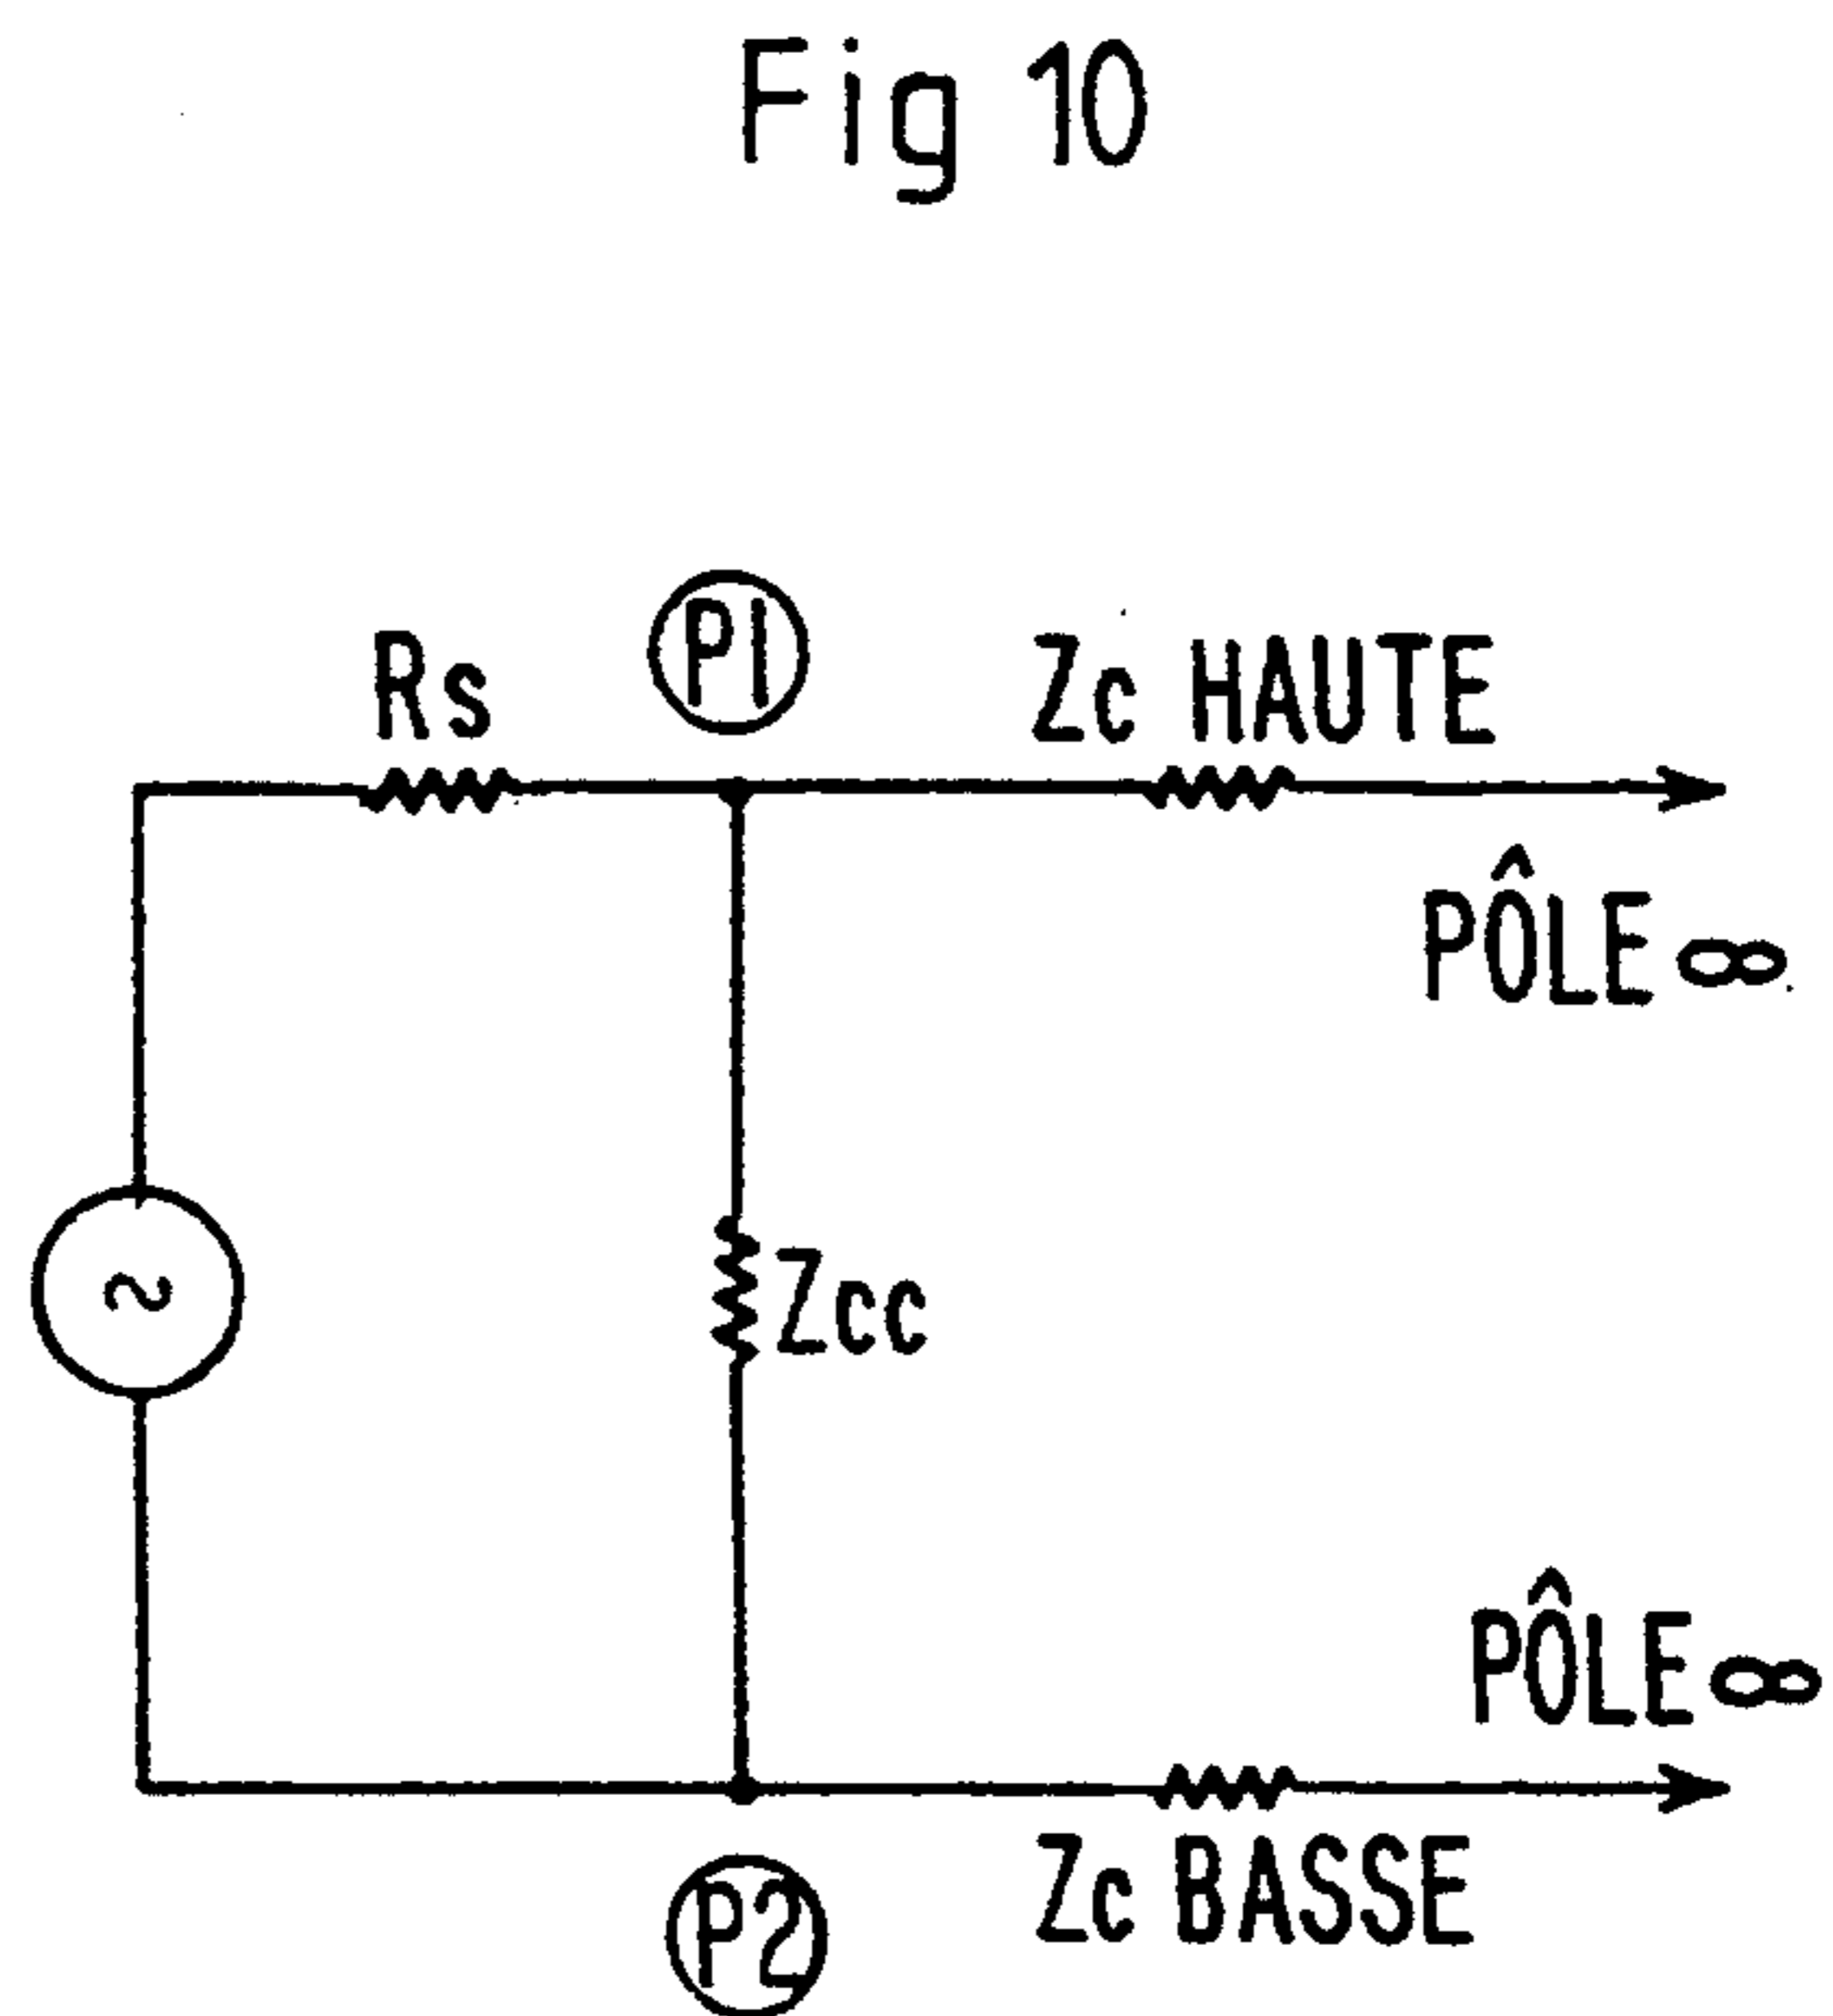 Fig 10
Rs
P1
Zc HAUTE
PÔLE ∞
~
Zcc
PÔLE ∞
Zc BASSE
P2